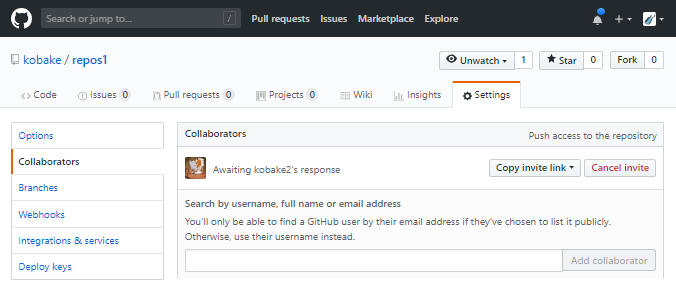 Search or jump to... /
Pull requests Issues Marketplace Explore
kobake / repos1
Unwatch 1 Star 0 Fork 0
Code Issues 0 Pull requests 0 Projects 0 Wiki Insights Settings
Options
Collaborators
Branches
Webhooks
Integrations & services
Deploy keys
Collaborators Push access to the repository
Awaiting kobake2's response Copy invite link Cancel invite
Search by username, full name or email address
You'll only be able to find a GitHub user by their email address if they've chosen to list it publicly.
Otherwise, use their username instead.
Add collaborator